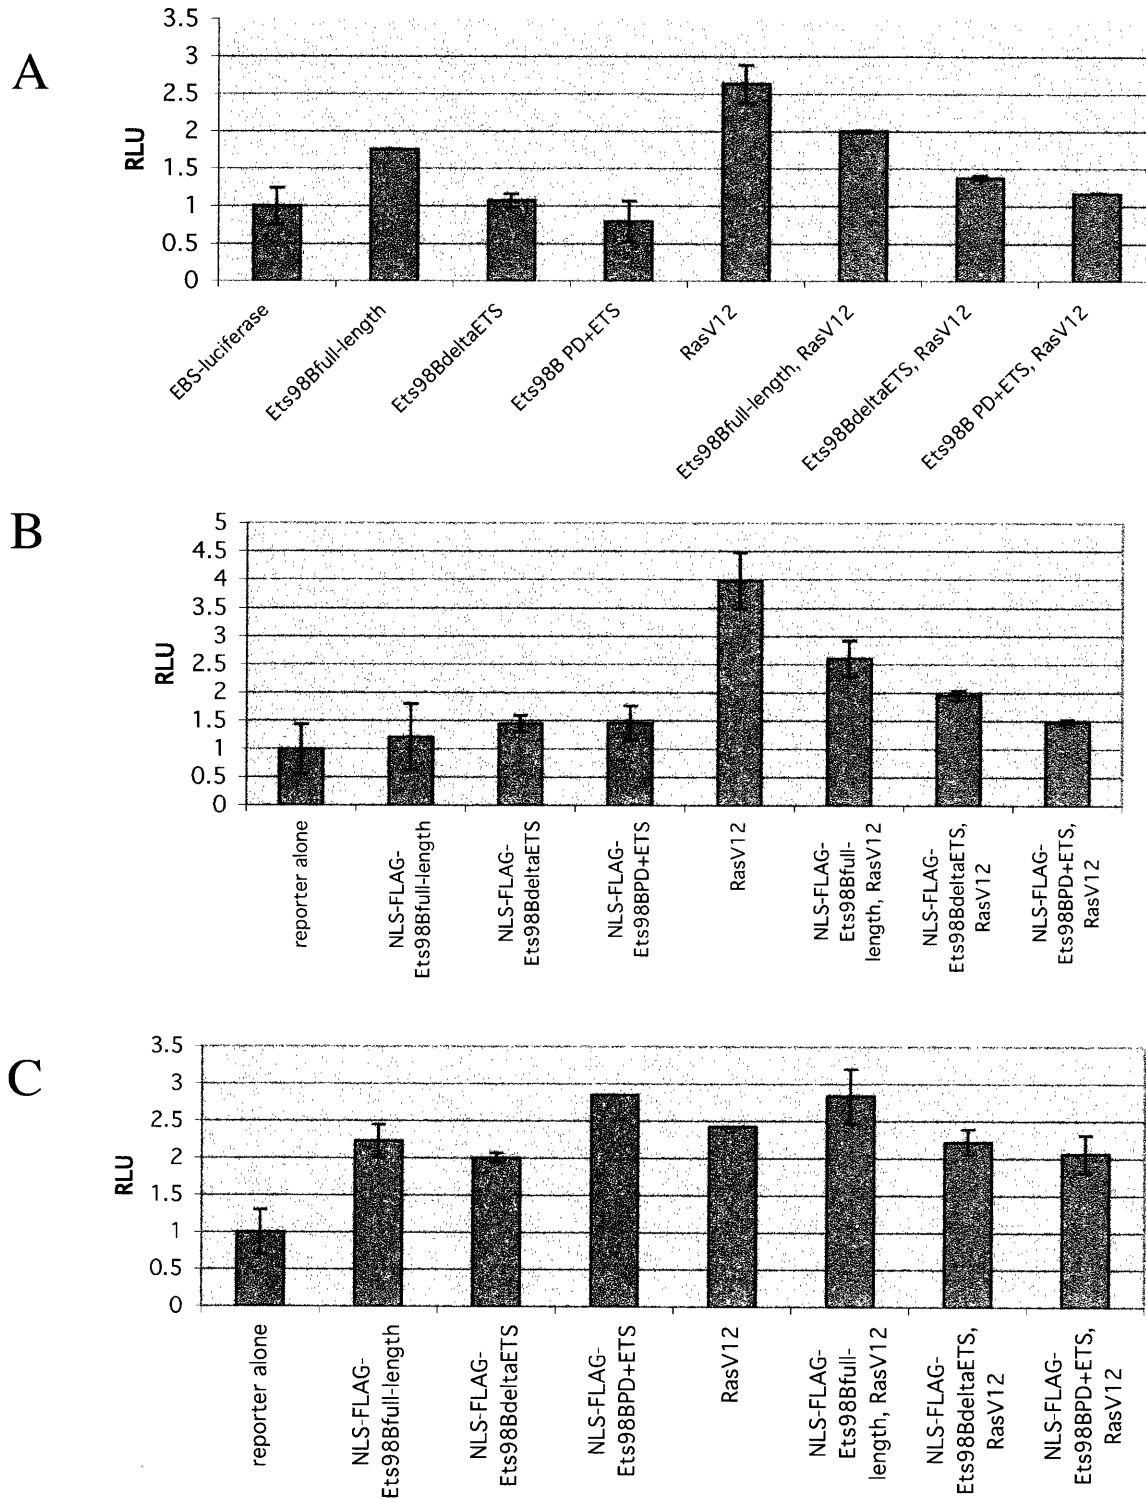 A
3.5
3
2.5
2
1.5
1
0.5
0
RLU
EBS-luciferase
Ets98Bfull-length
Ets98BdeltaETS
Ets98B PD+ETS
RasV12
Ets98Bfull-length, RasV12
Ets98BdeltaETS, RasV12
Ets98B PD+ETS, RasV12
B
5
4.5
4
3.5
3
2.5
2
1.5
1
0.5
0
RLU
reporter alone
NLS-FLAG-
Ets98Bfull-length
NLS-FLAG-
Ets98BdeltaETS
NLS-FLAG-
Ets98BPD+ETS
RasV12
NLS-FLAG-
Ets98Bfull-
length, RasV12
NLS-FLAG-
Ets98BdeltaETS,
RasV12
NLS-FLAG-
Ets98BPD+ETS,
RasV12
C
3.5
3
2.5
2
1.5
1
0.5
0
RLU
reporter alone
NLS-FLAG-
Ets98Bfull-length
NLS-FLAG-
Ets98BdeltaETS
NLS-FLAG-
Ets98BPD+ETS
RasV12
NLS-FLAG-
Ets98Bfull-
length, RasV12
NLS-FLAG-
Ets98BdeltaETS,
RasV12
NLS-FLAG-
Ets98BPD+ETS,
RasV12